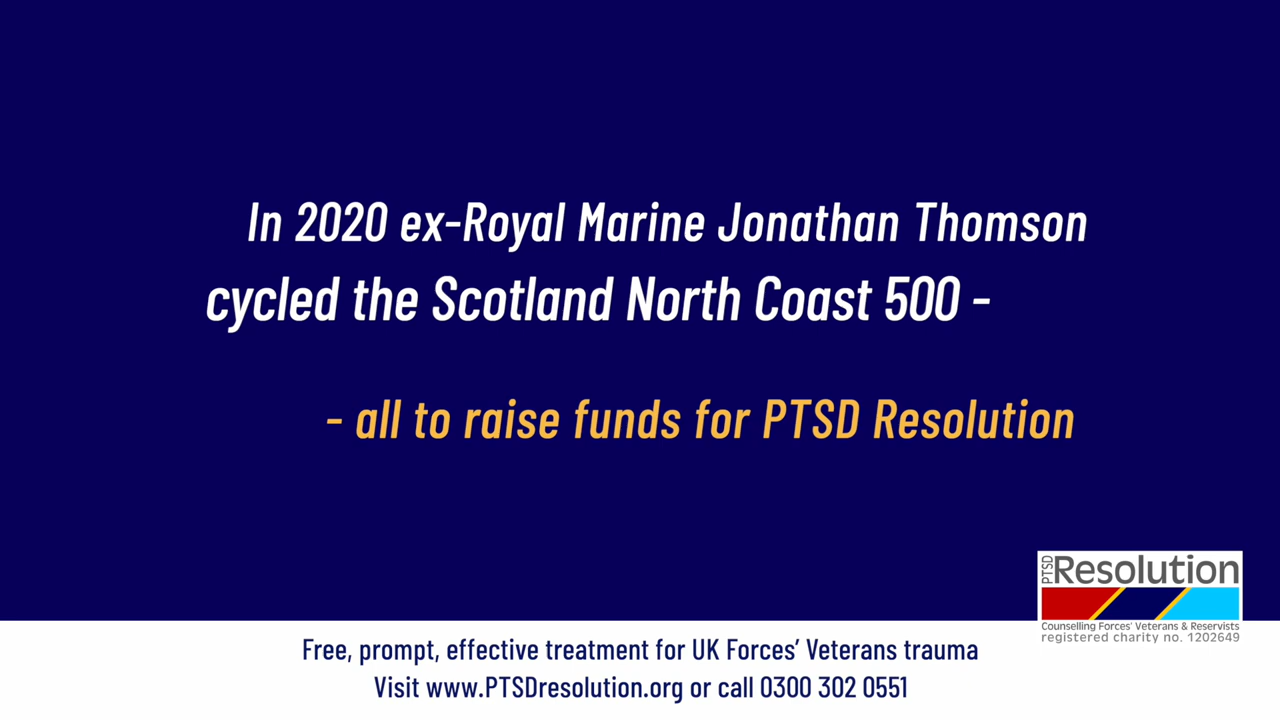 In 2020 ex-Royal Marine Jonathan Thomson
cycled the Scotland North Coast 500 -
- all to raise funds for PTSD Resolution
PTSD
Resolution
Counselling Forces' Veterans & Reservists
registered charity no. 1202649
Free, prompt, effective treatment for UK Forces’ Veterans trauma
Visit www.PTSDresolution.org or call 0300 302 0551